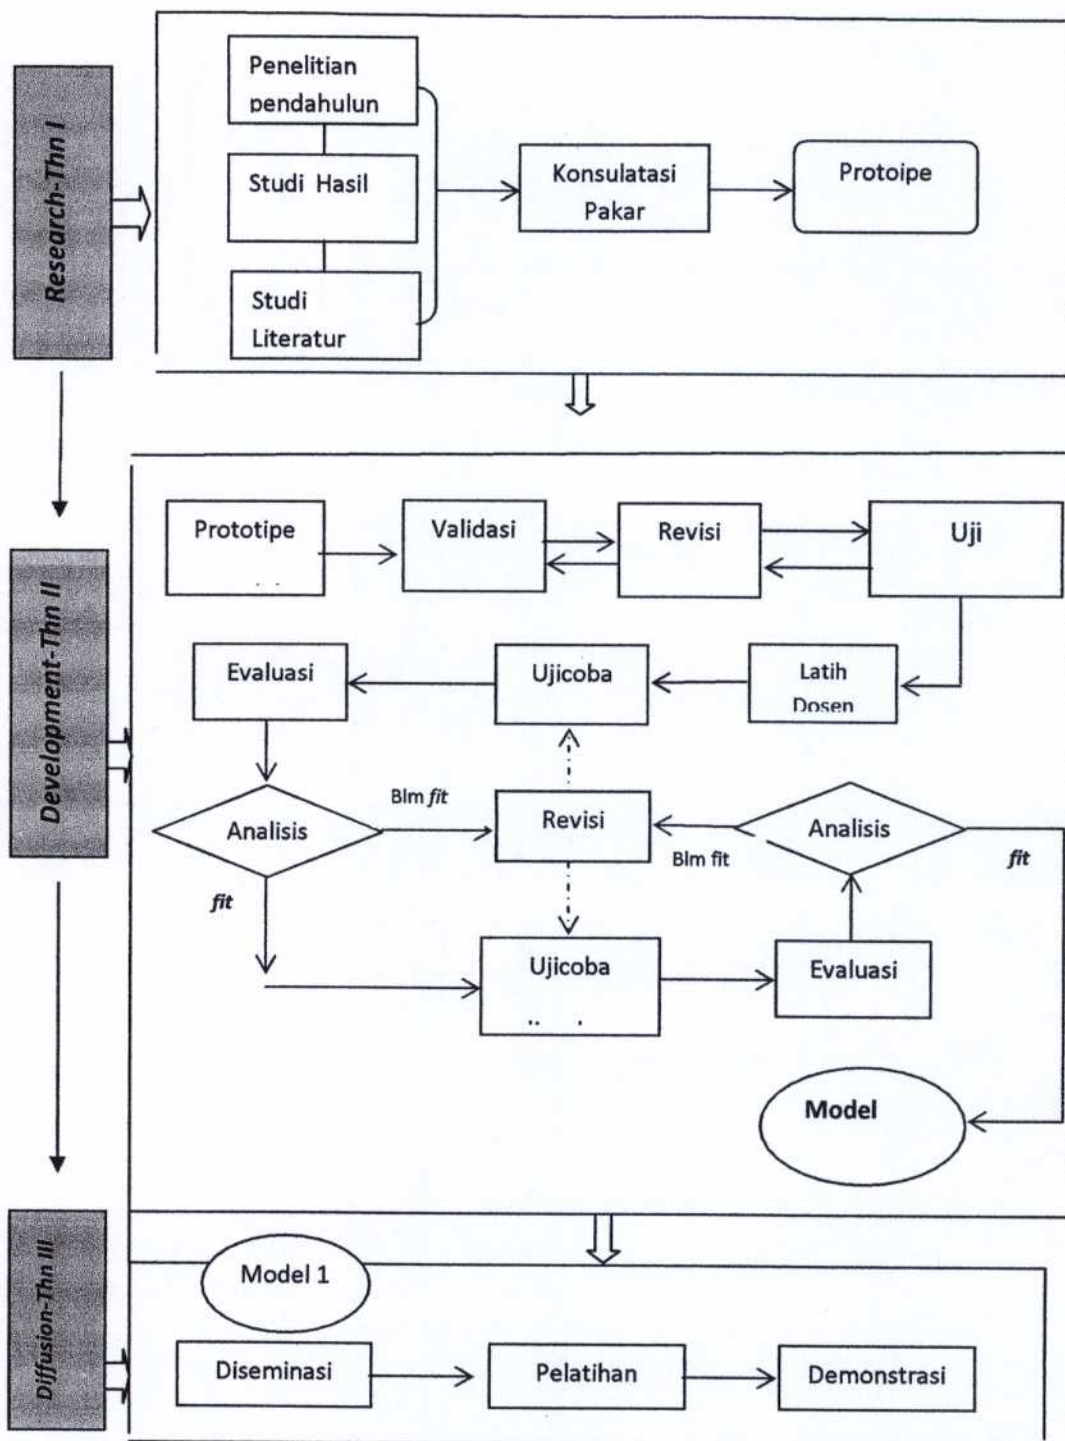 Research-Thn I
Penelitian
pendahulun
Studi Hasil
Studi
Literatur
Konsulatasi
Pakar
Protoipe
Development-Thn II
Prototipe
Validasi
Revisi
Uji
Evaluasi
Ujicoba
Latih
Dosen
Analisis
Blm fit
Revisi
Blm fit
Analisis
fit
fit
Ujicoba
Evaluasi
Model
Diffusion-Thn III
Model 1
Diseminasi
Pelatihan
Demonstrasi